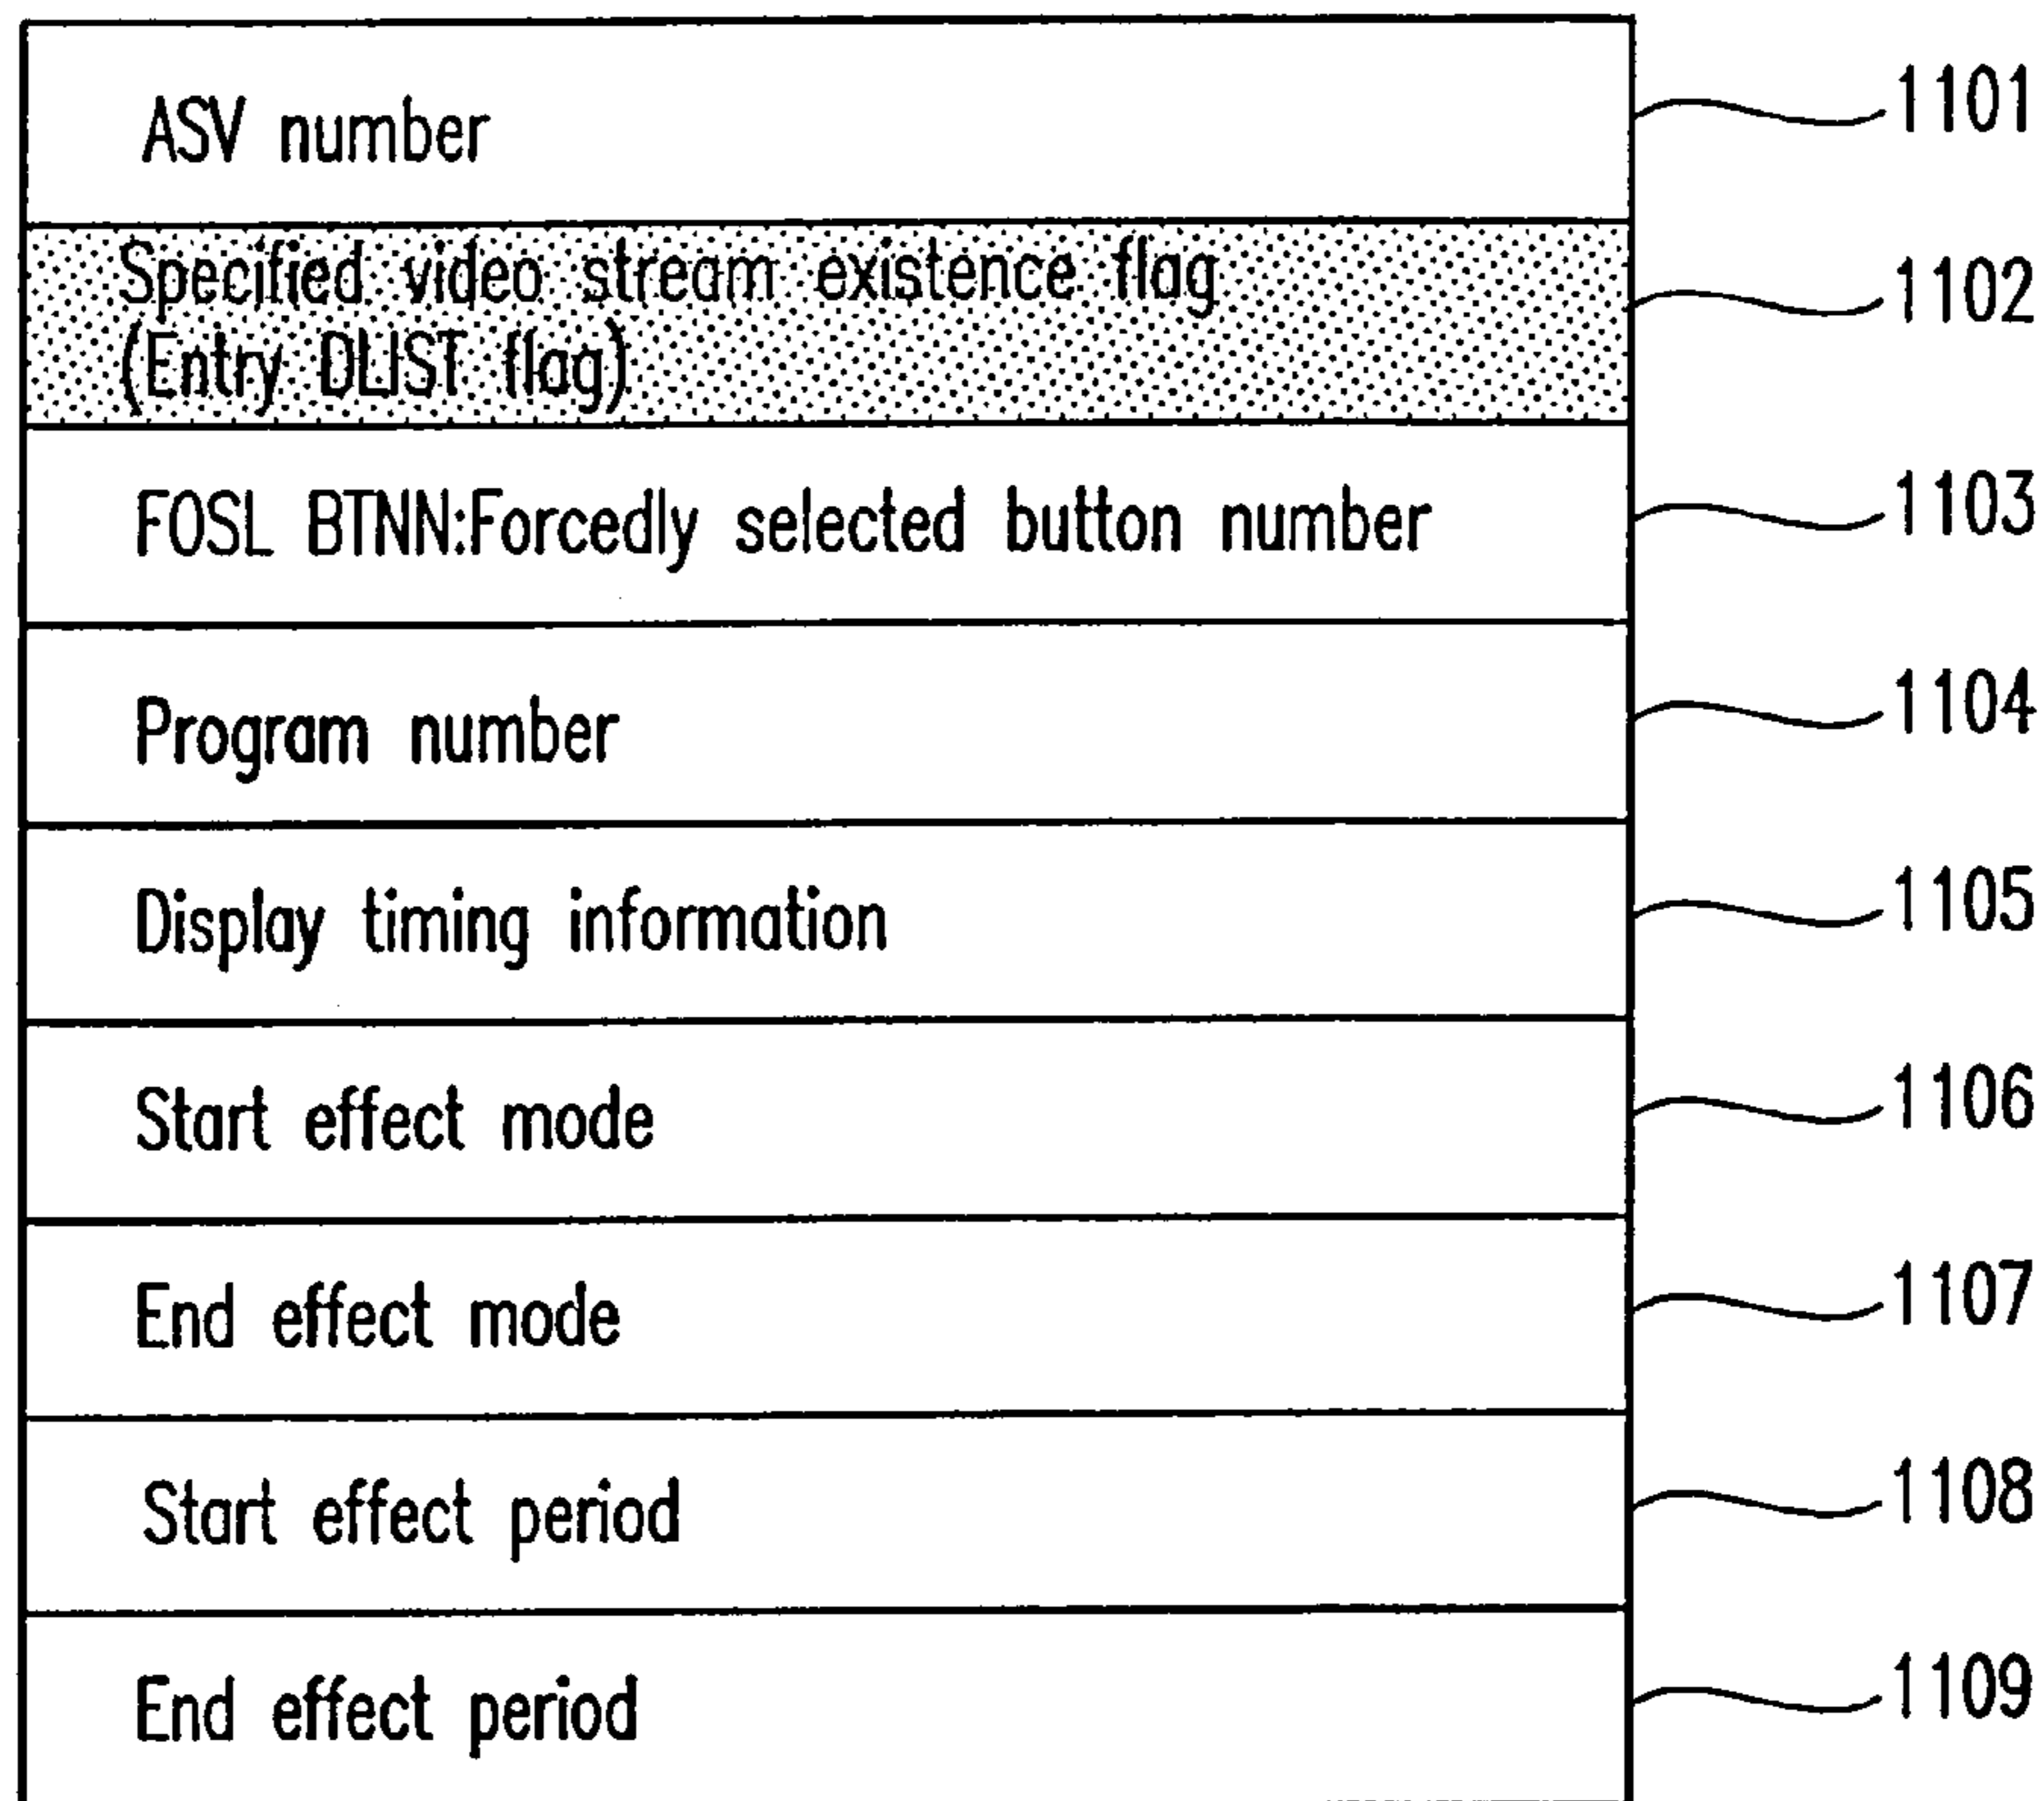 ASV number 1101
Specified video stream existence flag 1102
(Entry DLIST flag)
FOSL BTNN:Forcedly selected button number 1103
Program number 1104
Display timing information 1105
Start effect mode 1106
End effect mode 1107
Start effect period 1108
End effect period 1109